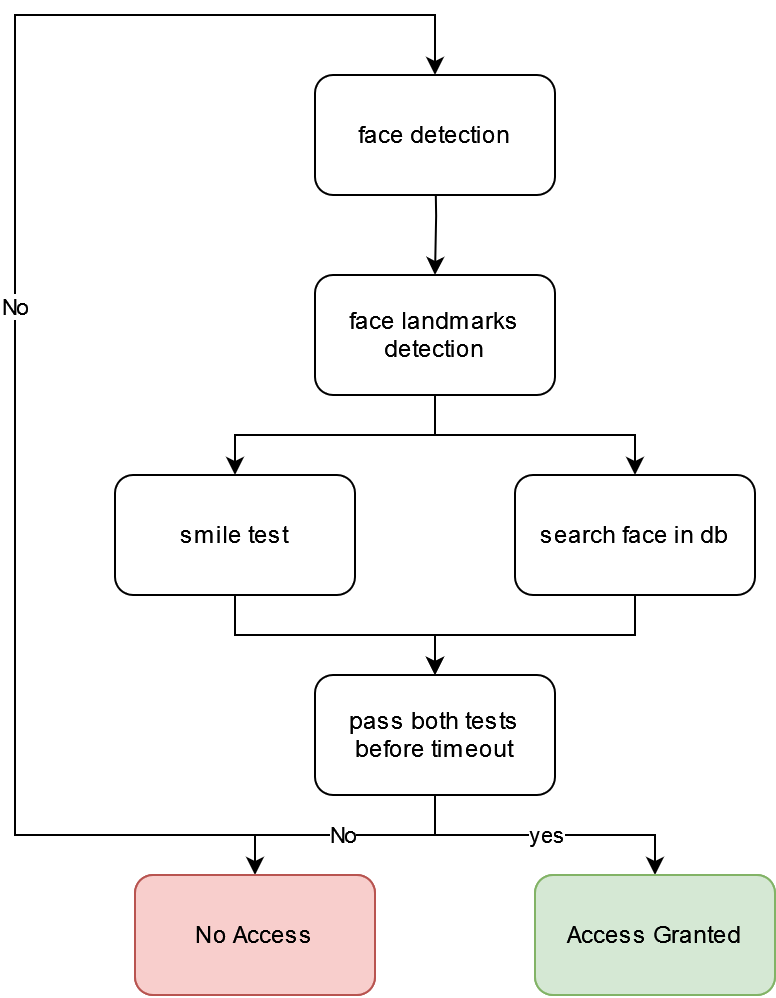 face detection
No
face landmarks
detection
smile test
search face in db
pass both tests
before timeout
No
yes
No Access
Access Granted